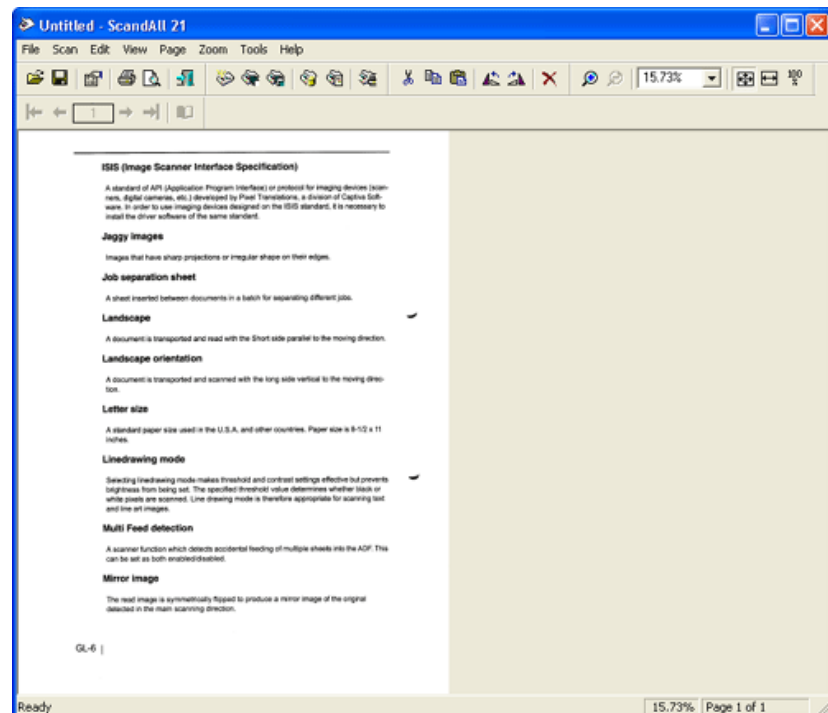 Untitled - ScandAll 21
File Scan Edit View Page Zoom Tools Help
15.73%
100
%
1
ISIS (Image Scanner Interface Specification)
A standard of API (Application Program Interface) or protocol for imaging devices (scan-
ners, digital cameras, etc.) developed by Pixel Translations, a division of Captiva Soft-
ware. In order to use imaging devices designed on the ISIS standard, it is necessary to
install the driver software of the same standard.
Jaggy images
Images that have sharp projections or irregular shape on their edges.
Job separation sheet
A sheet inserted between documents in a batch for separating different jobs.
Landscape
A document is transported and read with the Short side parallel to the moving direction.
Landscape orientation
A document is transported and scanned with the long side vertical to the moving direc-
tion.
Letter size
A standard paper size used in the U.S.A. and other countries. Paper size is 8-1/2 x 11
inches.
Linedrawing mode
Selecting linedrawing mode makes threshold and contrast settings effective but prevents
brightness from being set. The specified threshold value determines whether black or
white pixels are scanned. Line drawing mode is therefore appropriate for scanning text
and line art images.
Multi Feed detection
A scanner function which detects accidental feeding of multiple sheets into the ADF. This
can be set as both enabled/disabled.
Mirror image
The read image is symmetrically flipped to produce a mirror image of the original
detected in the main scanning direction.
GL-6 |
Ready 15.73% Page 1 of 1